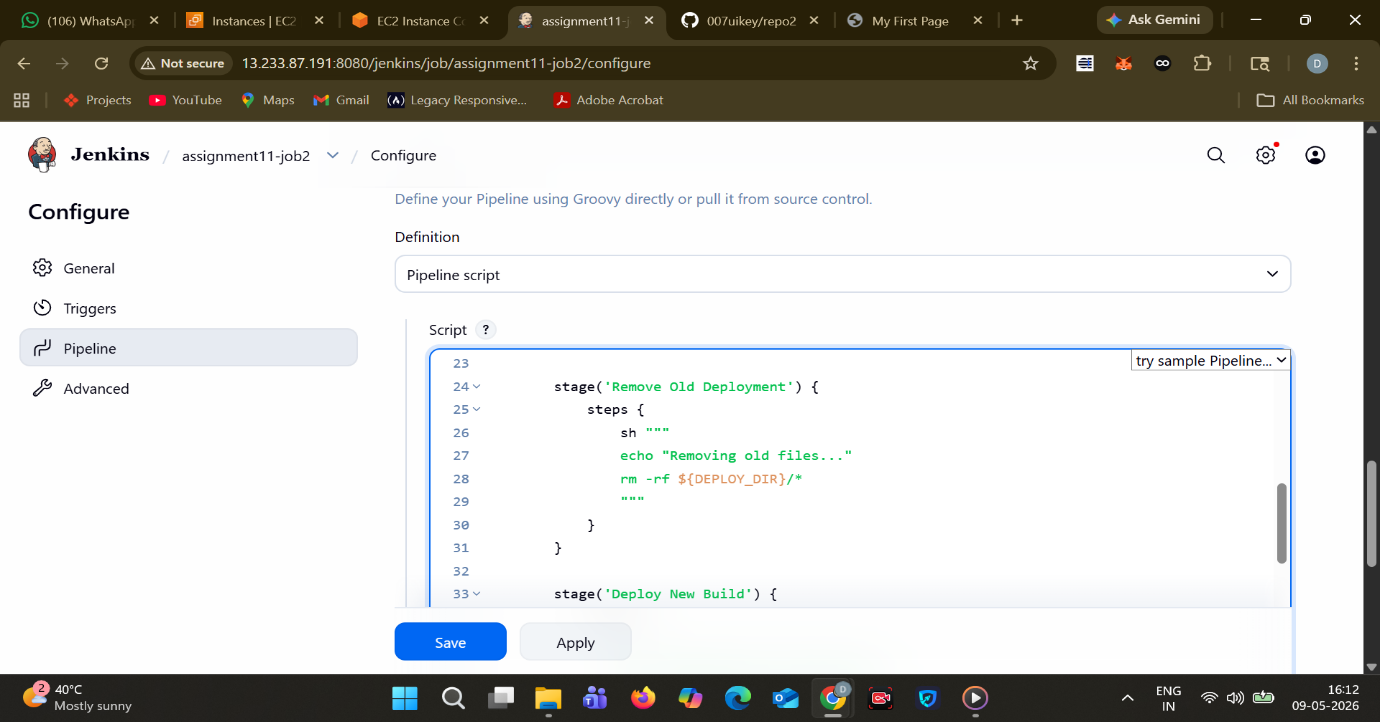 (106) WhatsApp
Instances | EC2
EC2 Instance Co
assignment11-j
007uikey/repo2
My First Page
Ask Gemini
Not secure
13.233.87.191:8080/jenkins/job/assignment11-job2/configure
D
Projects
YouTube
Maps
Gmail
Legacy Responsive...
Adobe Acrobat
All Bookmarks
Jenkins / assignment11-job2 / Configure
Configure
General
Triggers
Pipeline
Advanced
Define your Pipeline using Groovy directly or pull it from source control.
Definition
Pipeline script
Script ?
try sample Pipeline...
23
24 stage('Remove Old Deployment') {
25 steps {
26 sh """
27 echo "Removing old files..."
28 rm -rf ${DEPLOY_DIR}/*
29 """
30 }
31 }
32
33 stage('Deploy New Build') {
Save
Apply
2
40°C
Mostly sunny
D
ENG
IN
16:12
09-05-2026